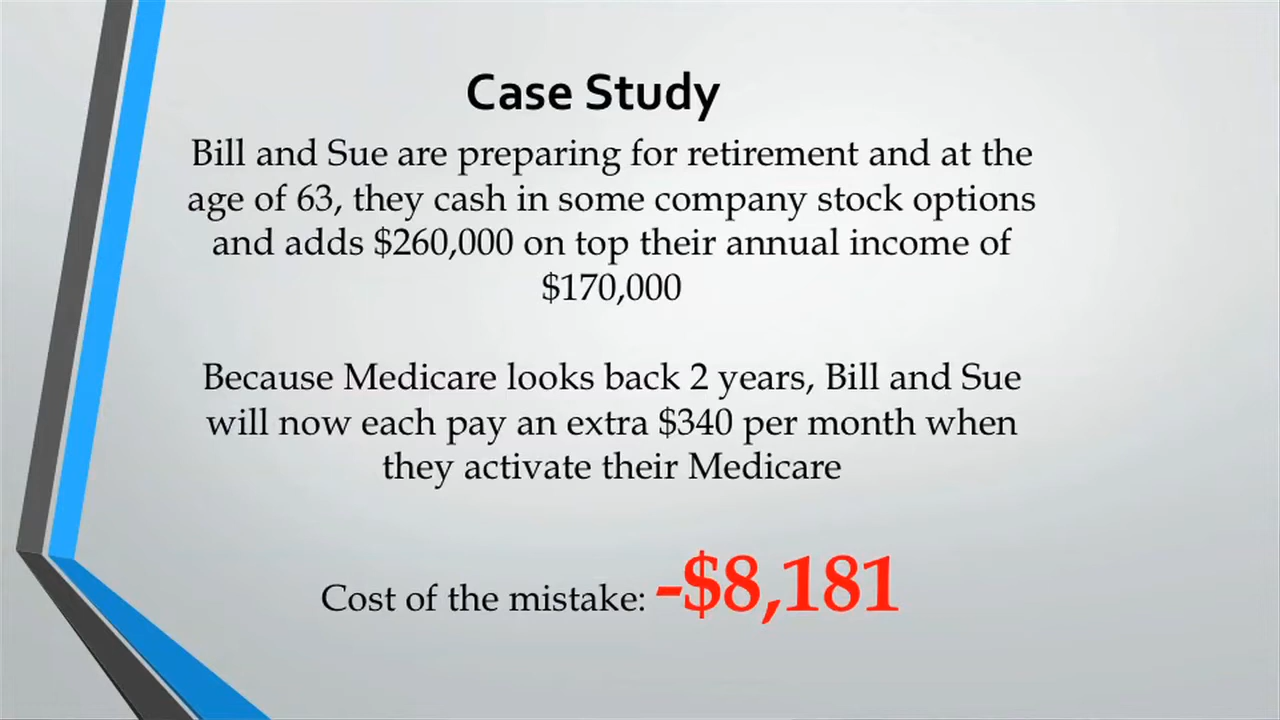 Case Study
Bill and Sue are preparing for retirement and at the
age of 63, they cash in some company stock options
and adds $260,000 on top their annual income of
$170,000
Because Medicare looks back 2 years, Bill and Sue
will now each pay an extra $340 per month when
they activate their Medicare
Cost of the mistake: -$8,181